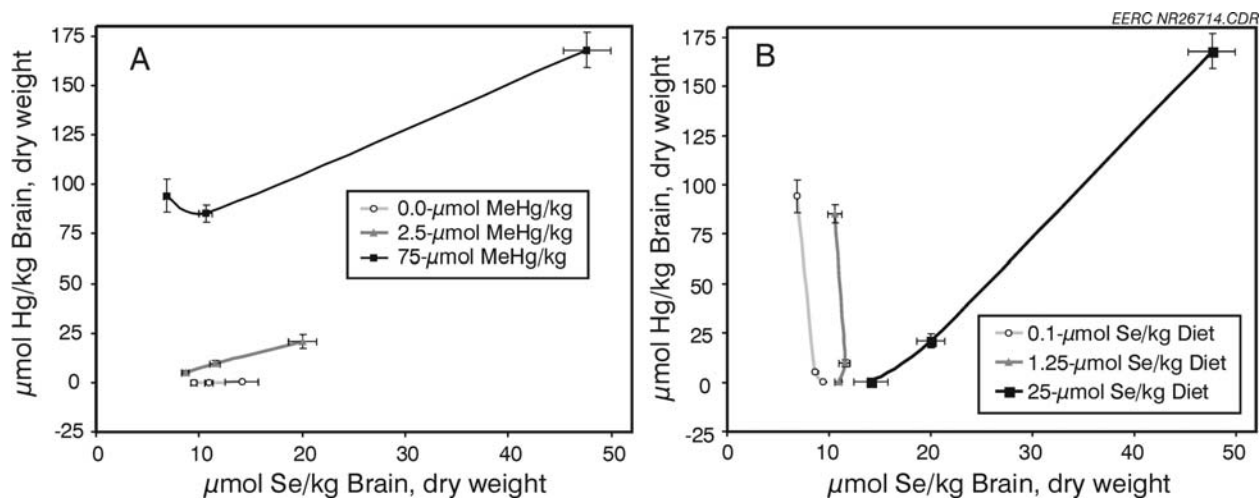 EERC NR26714.CDR
A
175
150
125
100
75
50
25
0
-25
µmol Hg/kg Brain, dry weight
0.0-µmol MeHg/kg
2.5-µmol MeHg/kg
75-µmol MeHg/kg
0 10 20 30 40 50
µmol Se/kg Brain, dry weight
B
175
150
125
100
75
50
25
0
-25
µmol Hg/kg Brain, dry weight
0.1-µmol Se/kg Diet
1.25-µmol Se/kg Diet
25-µmol Se/kg Diet
0 10 20 30 40 50
µmol Se/kg Brain, dry weight